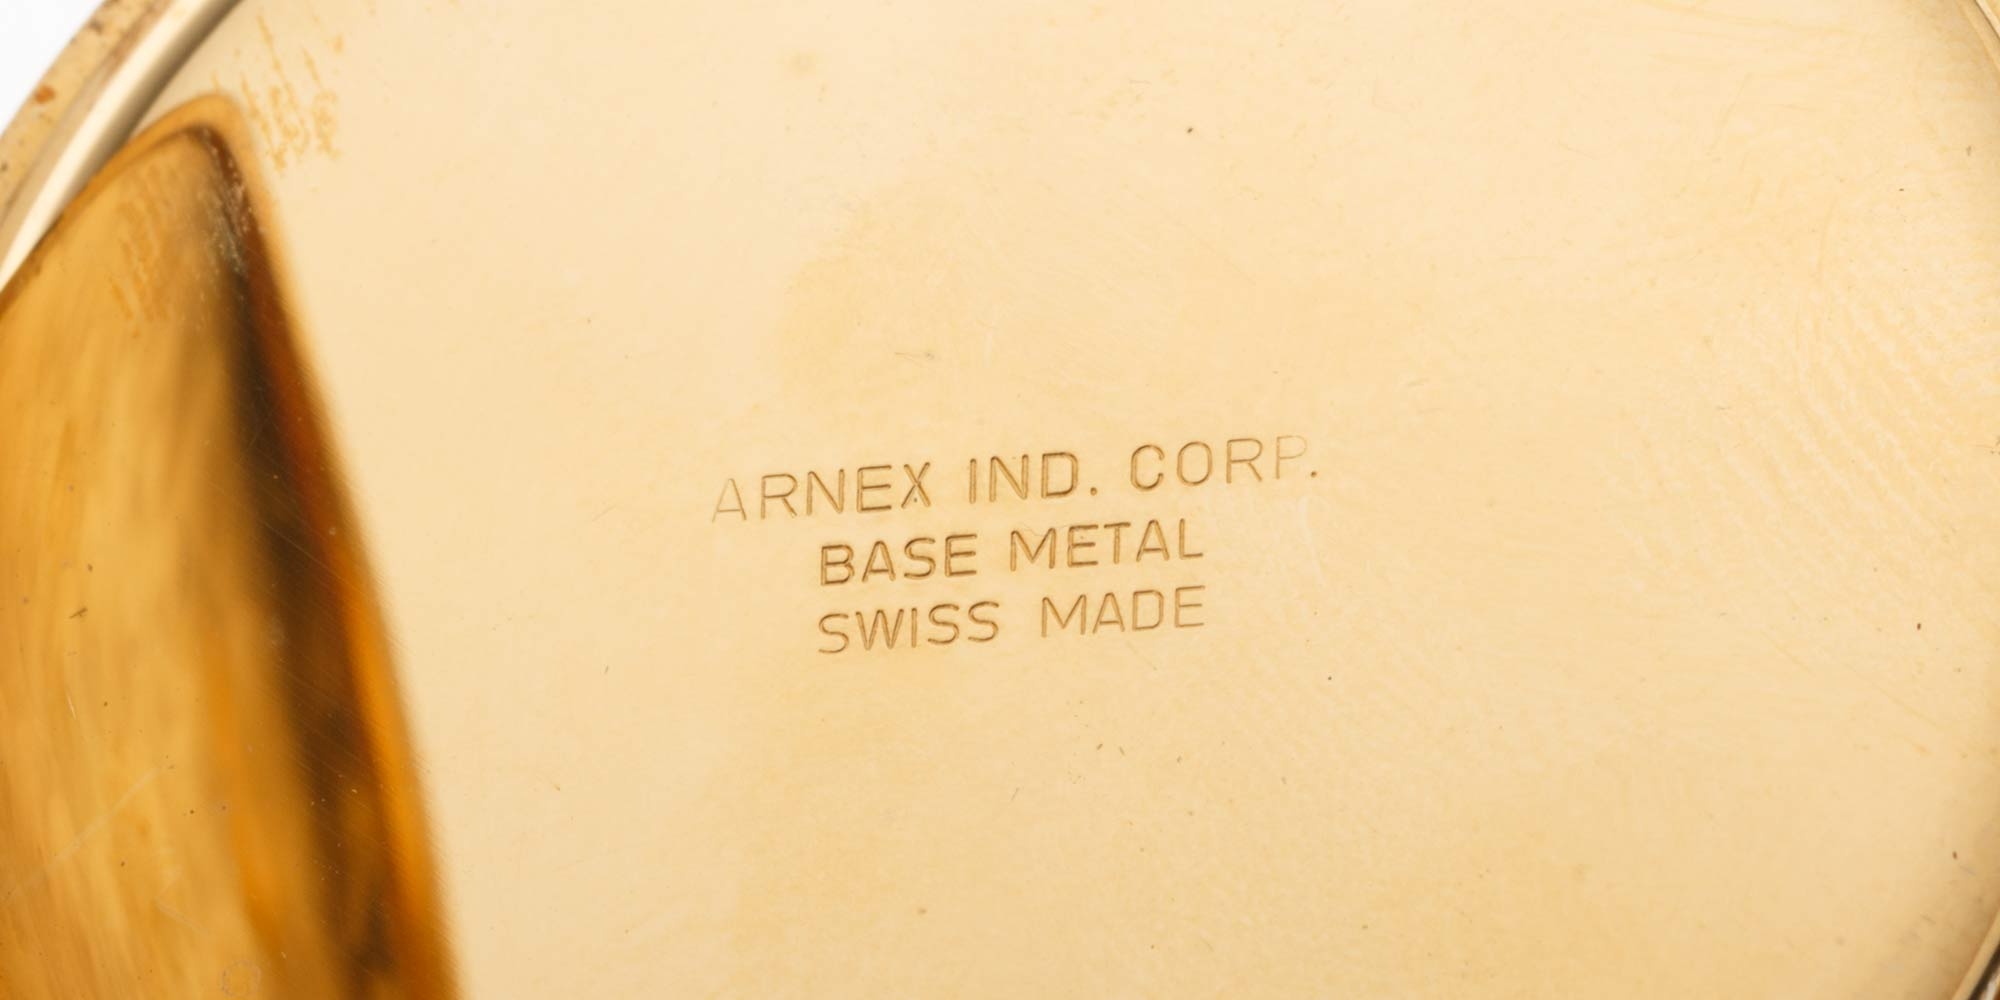 ARNEX IND. CORP.
BASE METAL
SWISS MADE